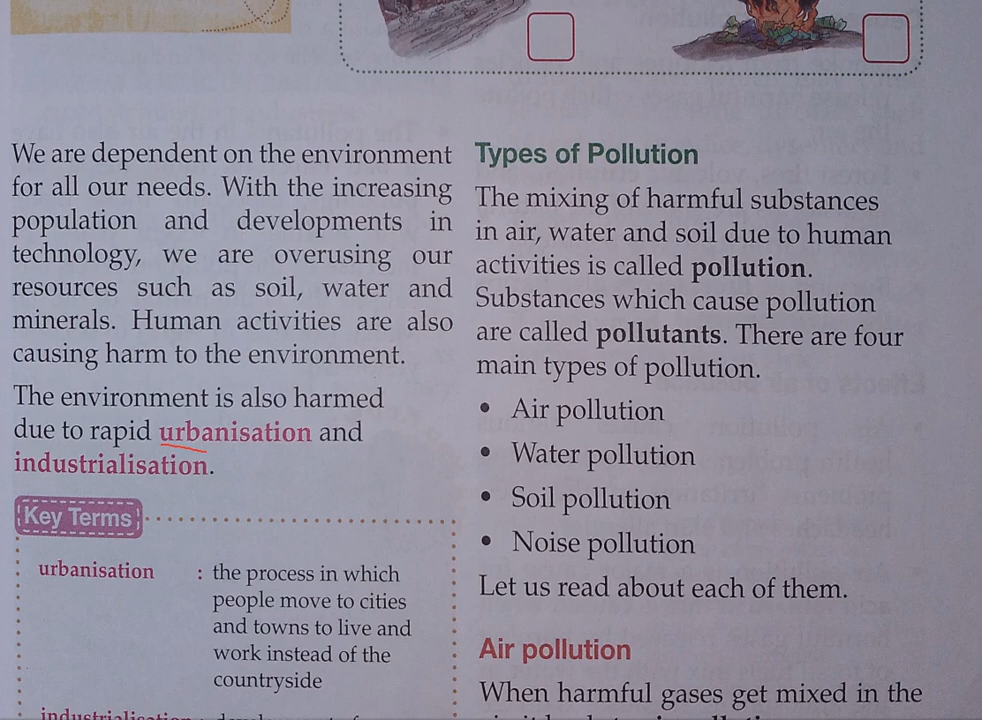 We are dependent on the environment
for all our needs. With the increasing
population and developments in
technology, we are overusing our
resources such as soil, water and
minerals. Human activities are also
causing harm to the environment.
The environment is also harmed
due to rapid urbanisation and
industrialisation.
Key Terms
urbanisation : the process in which
people move to cities
and towns to live and
work instead of the
countryside
industrialisation :
Types of Pollution
The mixing of harmful substances
in air, water and soil due to human
activities is called pollution.
Substances which cause pollution
are called pollutants. There are four
main types of pollution.
• Air pollution
• Water pollution
• Soil pollution
• Noise pollution
Let us read about each of them.
Air pollution
When harmful gases get mixed in the